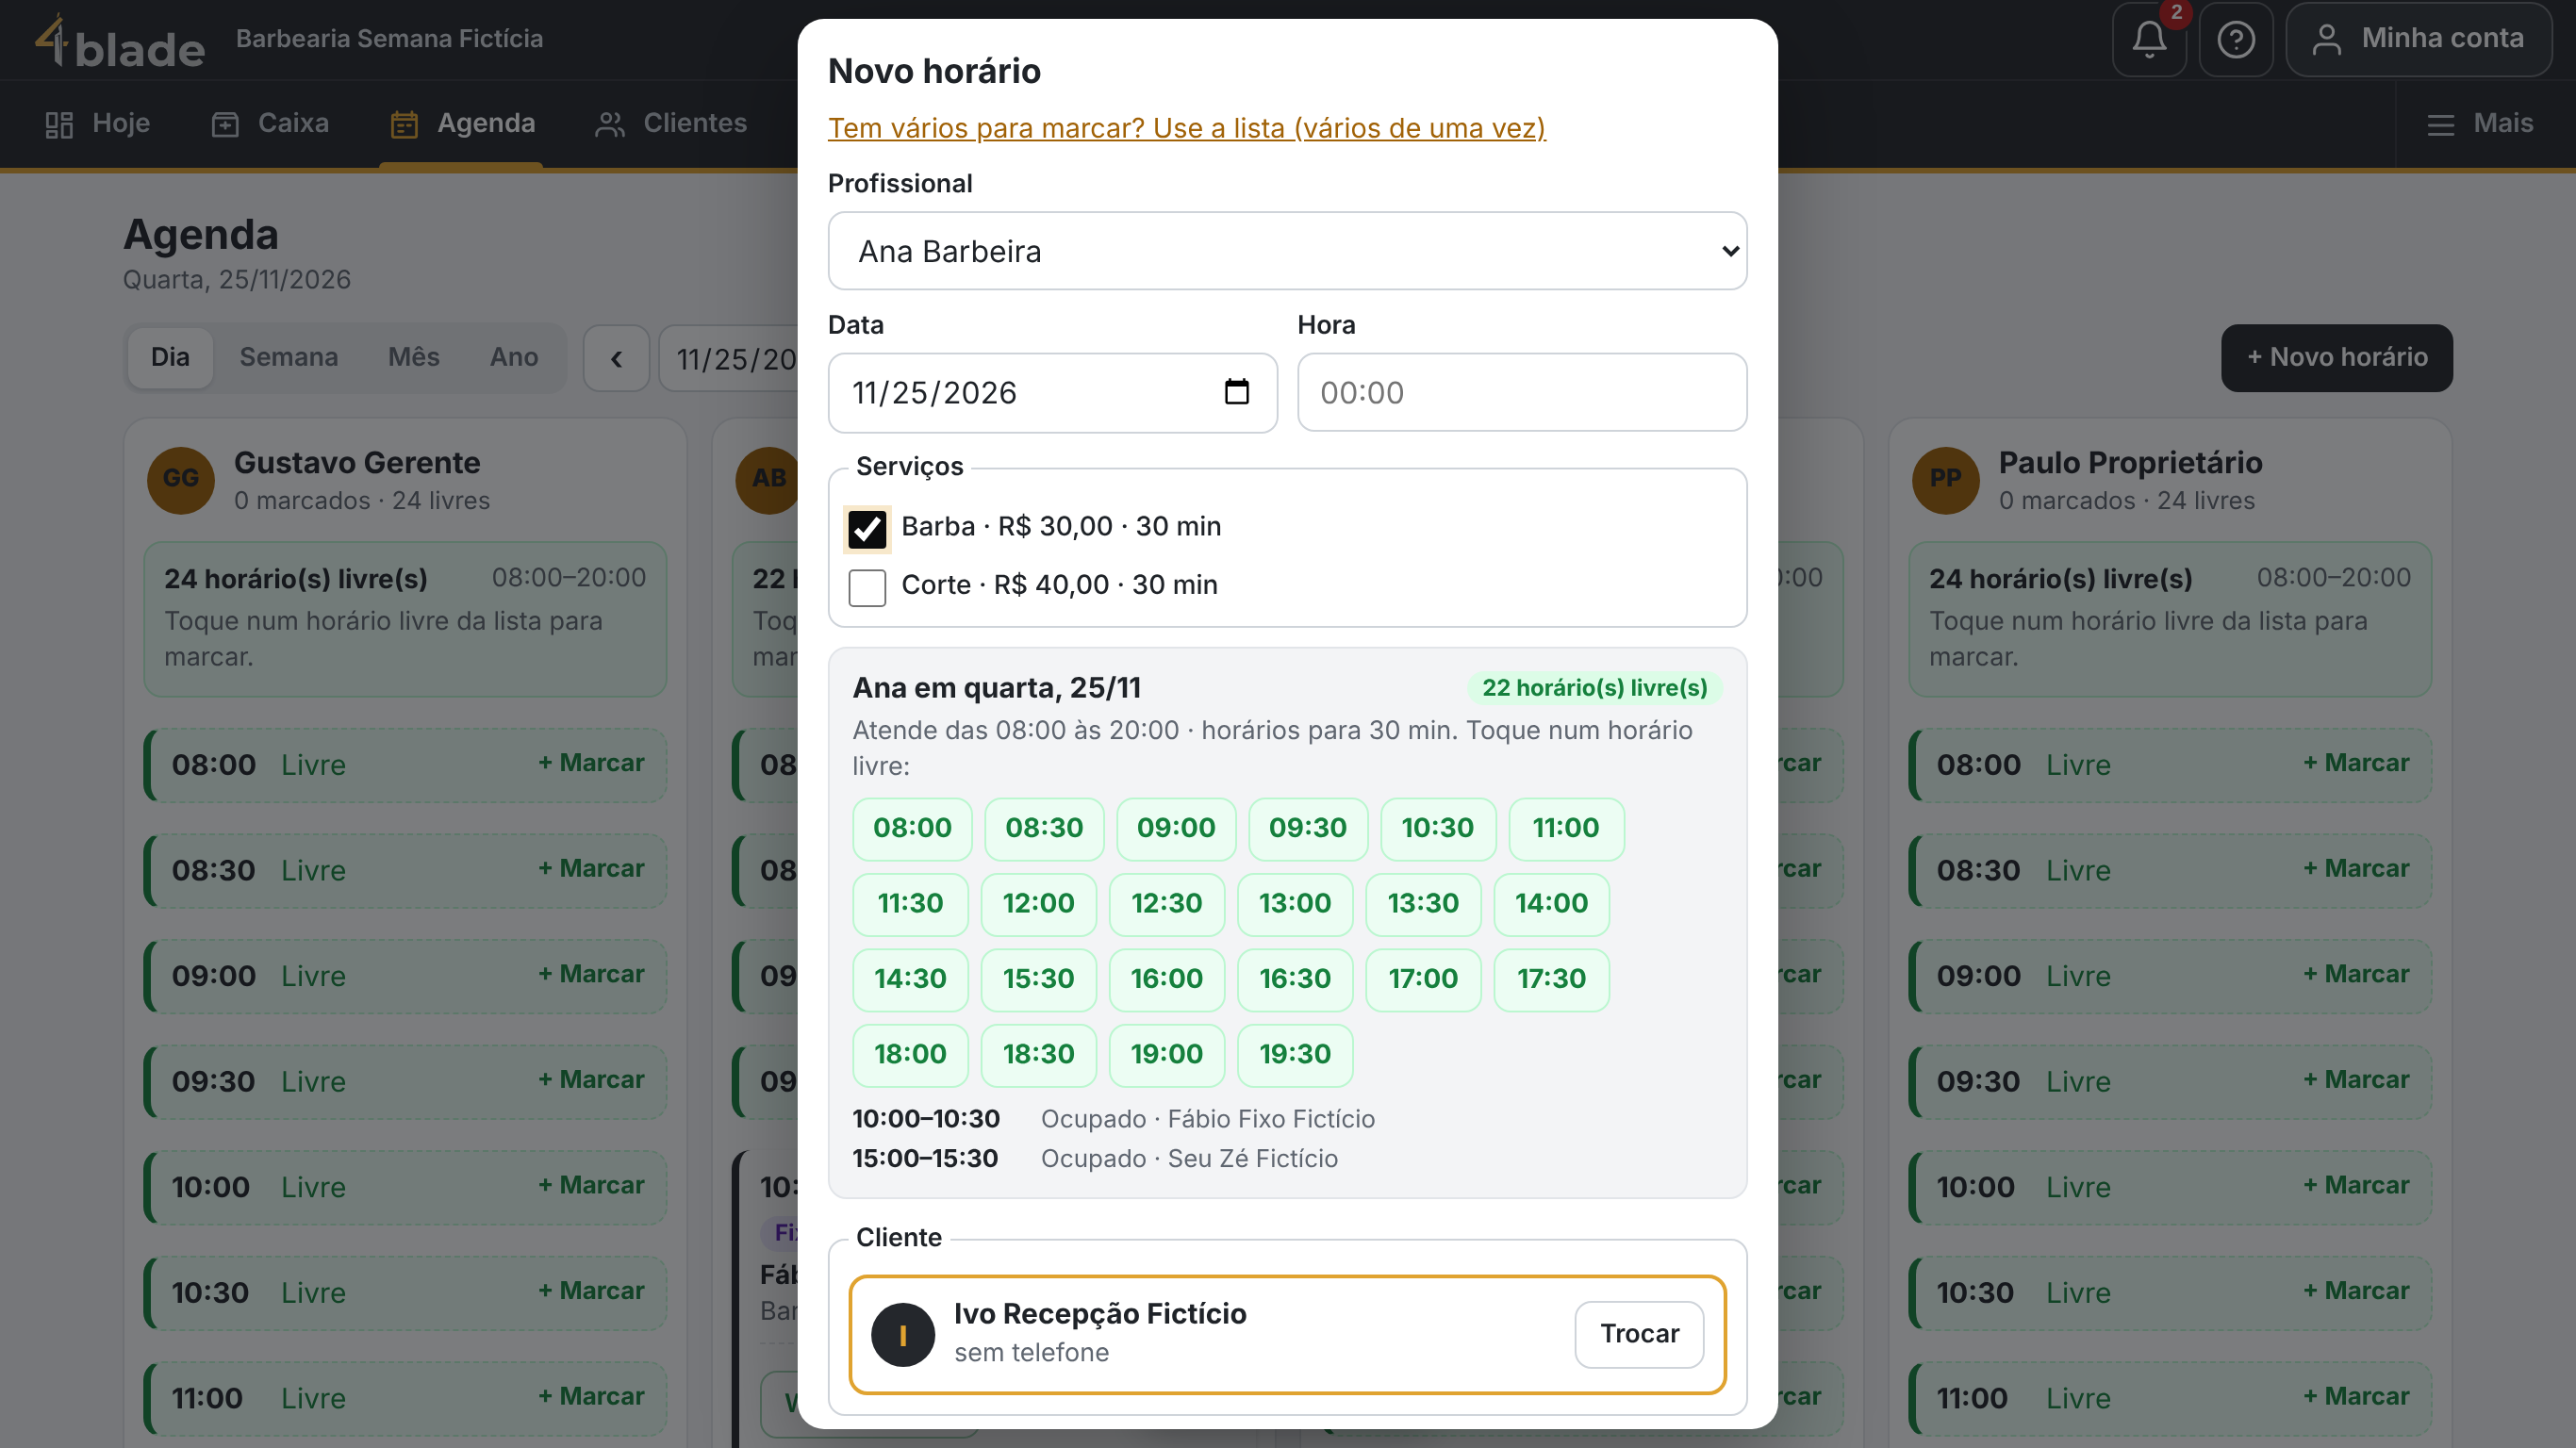 4blade
Barbearia Semana Fictícia
2
Minha conta
Hoje
Caixa
Agenda
Clientes
Mais
Agenda
Quarta, 25/11/2026
Dia
Semana
Mês
Ano
‹
11/25/20
+ Novo horário
GG
Gustavo Gerente
0 marcados · 24 livres
24 horário(s) livre(s)
08:00–20:00
Toque num horário livre da lista para
marcar.
08:00 Livre + Marcar
08:30 Livre + Marcar
09:00 Livre + Marcar
09:30 Livre + Marcar
10:00 Livre + Marcar
10:30 Livre + Marcar
11:00 Livre + Marcar
AB
Novo horário
Tem vários para marcar? Use a lista (vários de uma vez)
Profissional
Ana Barbeira
Data
Hora
11/25/2026
00:00
Serviços
Barba · R$ 30,00 · 30 min
Corte · R$ 40,00 · 30 min
Ana em quarta, 25/11
22 horário(s) livre(s)
Atende das 08:00 às 20:00 · horários para 30 min. Toque num horário
livre:
08:00 08:30 09:00 09:30 10:30 11:00
11:30 12:00 12:30 13:00 13:30 14:00
14:30 15:30 16:00 16:30 17:00 17:30
18:00 18:30 19:00 19:30
10:00–10:30 Ocupado · Fábio Fixo Fictício
15:00–15:30 Ocupado · Seu Zé Fictício
Cliente
I
Ivo Recepção Fictício
sem telefone
Trocar
PP
Paulo Proprietário
0 marcados · 24 livres
24 horário(s) livre(s)
08:00–20:00
Toque num horário livre da lista para
marcar.
08:00 Livre + Marcar
08:30 Livre + Marcar
09:00 Livre + Marcar
09:30 Livre + Marcar
10:00 Livre + Marcar
10:30 Livre + Marcar
11:00 Livre + Marcar